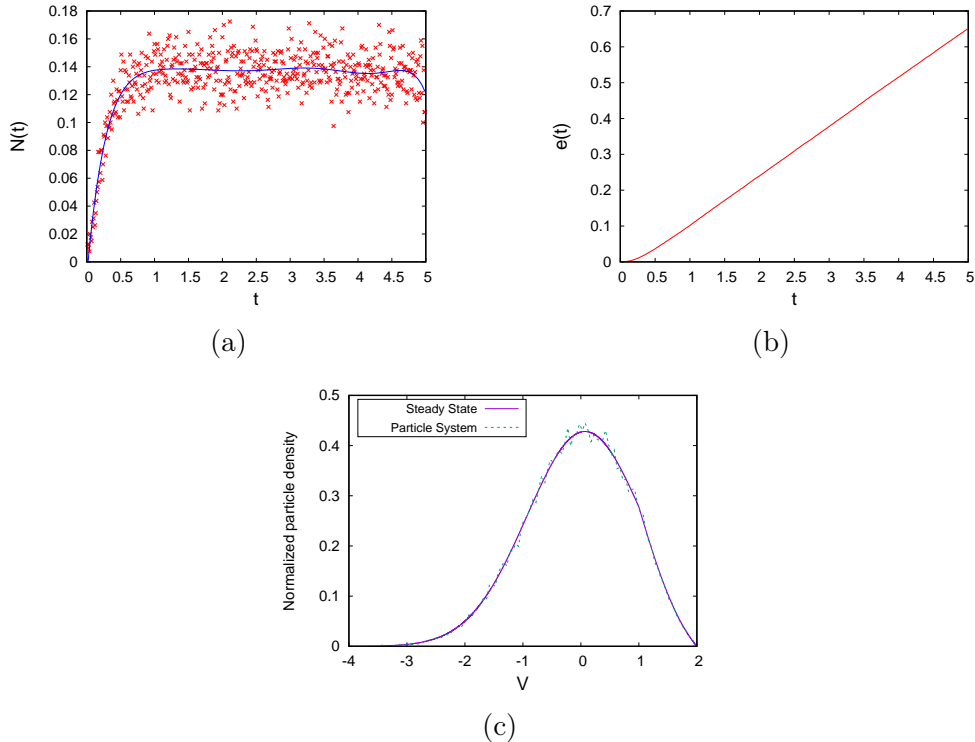 0.18
0.16
0.14
0.12
0.1
0.08
0.06
0.04
0.02
0
N(t)
0 0.5 1 1.5 2 2.5 3 3.5 4 4.5 5
t
(a)
0.7
0.6
0.5
0.4
0.3
0.2
0.1
0
e(t)
0 0.5 1 1.5 2 2.5 3 3.5 4 4.5 5
t
(b)
0.5
0.4
0.3
0.2
0.1
0
Normalized particle density
Steady State
Particle System
-4 -3 -2 -1 0 1 2
V
(c)